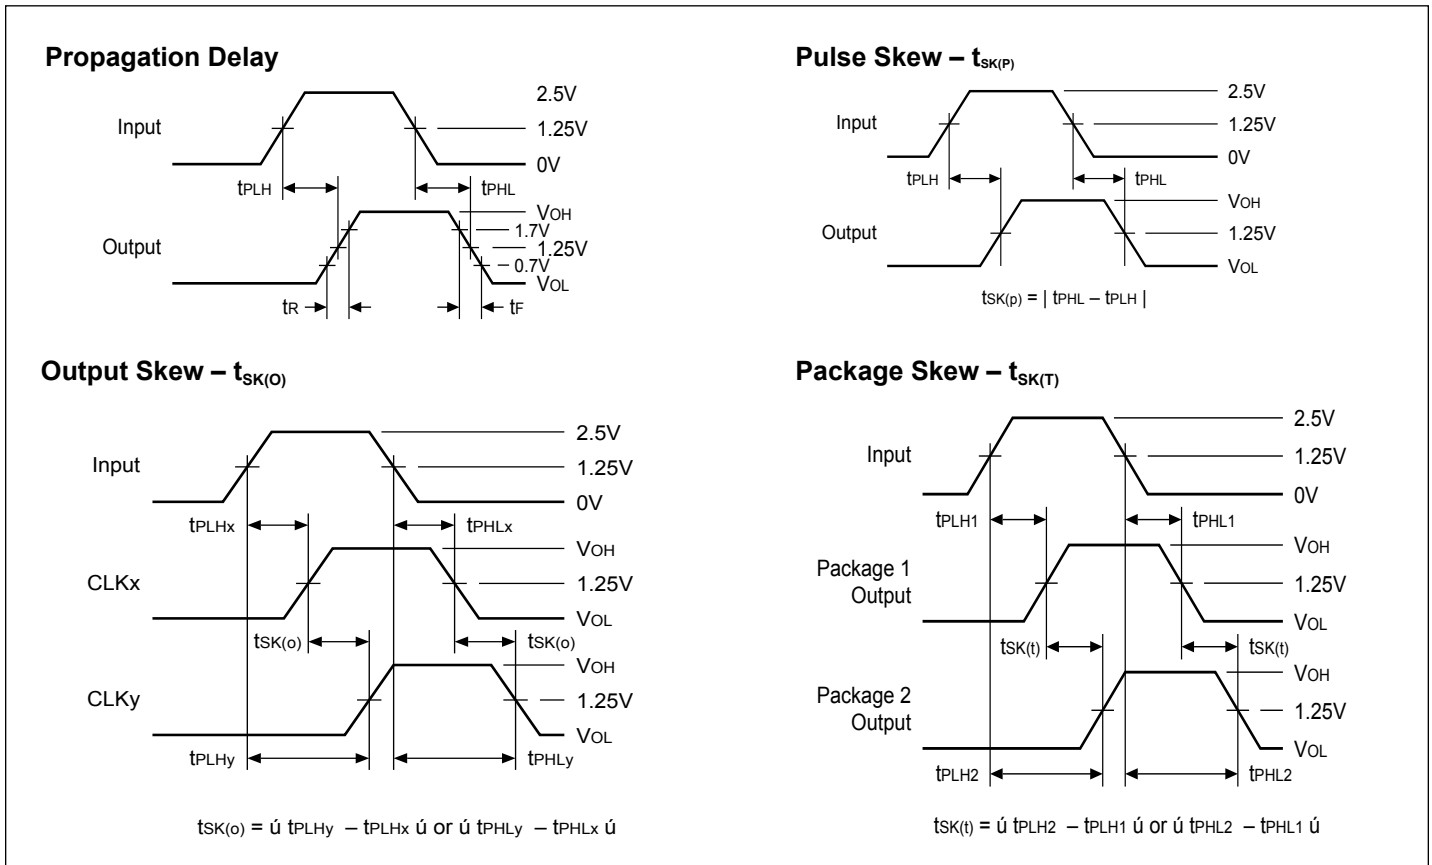 Propagation Delay
Input
2.5V
1.25V
0V
tPLH
tPHL
Output
VOH
1.7V
1.25V
0.7V
VOL
tR
tF
Pulse Skew – tSK(P)
Input
2.5V
1.25V
0V
tPLH
tPHL
Output
VOH
1.25V
VOL
tSK(p) = | tPHL – tPLH |
Output Skew – tSK(O)
Input
2.5V
1.25V
0V
tPLHx
tPHLx
CLKx
VOH
1.25V
VOL
tSK(o)
tSK(o)
CLKy
VOH
1.25V
VOL
tPLHy
tPHLy
tSK(o) = ú tPLHy – tPLHx ú or ú tPHLy – tPHLx ú
Package Skew – tSK(T)
Input
2.5V
1.25V
0V
tPLH1
tPHL1
Package 1
Output
VOH
1.25V
VOL
tSK(t)
tSK(t)
Package 2
Output
VOH
1.25V
VOL
tPLH2
tPHL2
tSK(t) = ú tPLH2 – tPLH1 ú or ú tPHL2 – tPHL1 ú